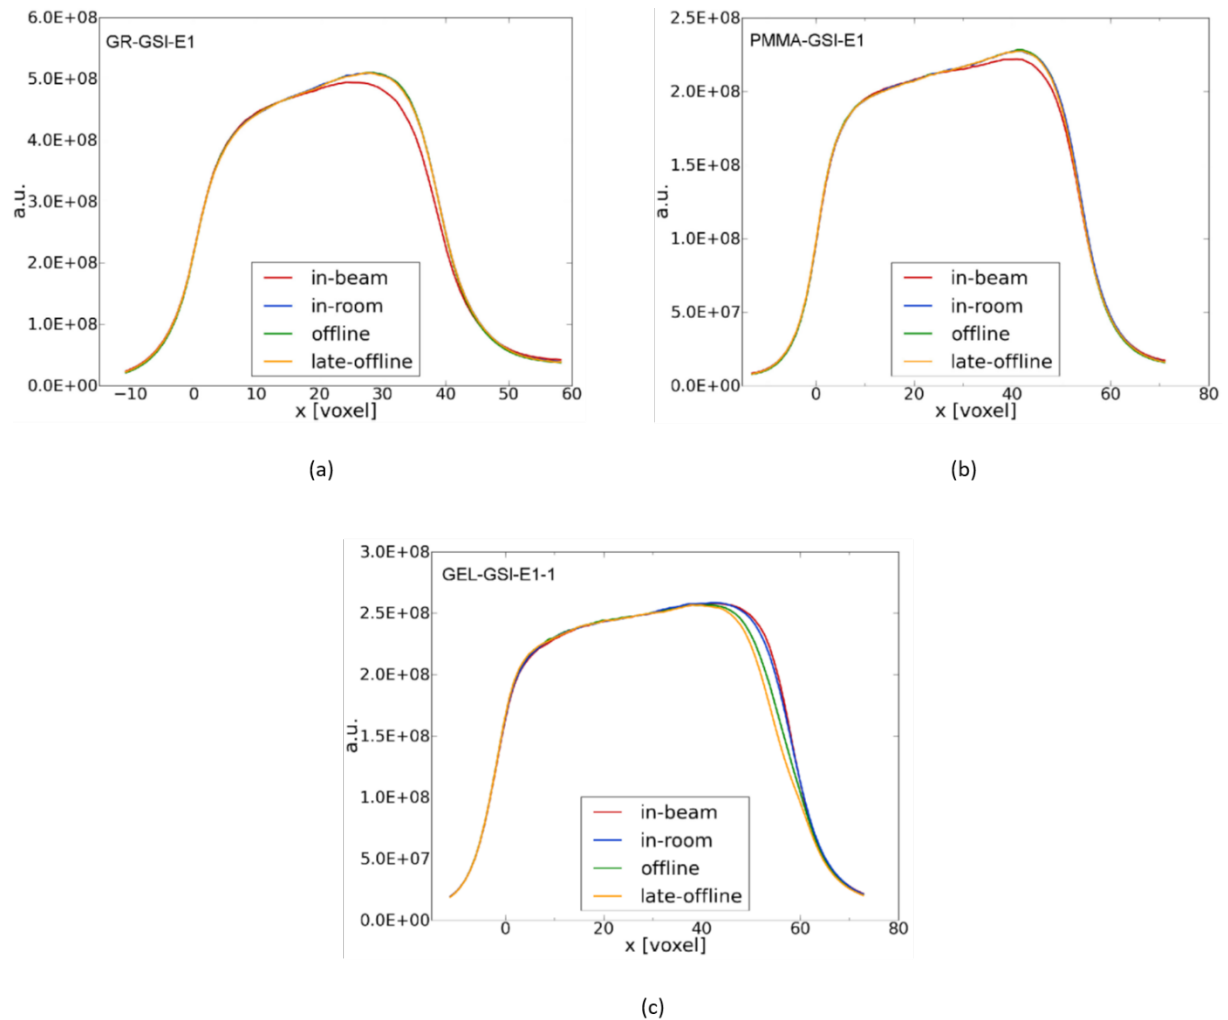 GR-GSI-E1
6.0E+08
5.0E+08
4.0E+08
3.0E+08
2.0E+08
1.0E+08
0.0E+00
a.u.
in-beam
in-room
offline
late-offline
−10 0 10 20 30 40 50 60
x [voxel]
(a)
PMMA-GSI-E1
2.5E+08
2.0E+08
1.5E+08
1.0E+08
5.0E+07
0.0E+00
a.u.
in-beam
in-room
offline
late-offline
0 20 40 60 80
x [voxel]
(b)
GEL-GSI-E1-1
3.0E+08
2.5E+08
2.0E+08
1.5E+08
1.0E+08
5.0E+07
0.0E+00
a.u.
in-beam
in-room
offline
late-offline
0 20 40 60 80
x [voxel]
(c)